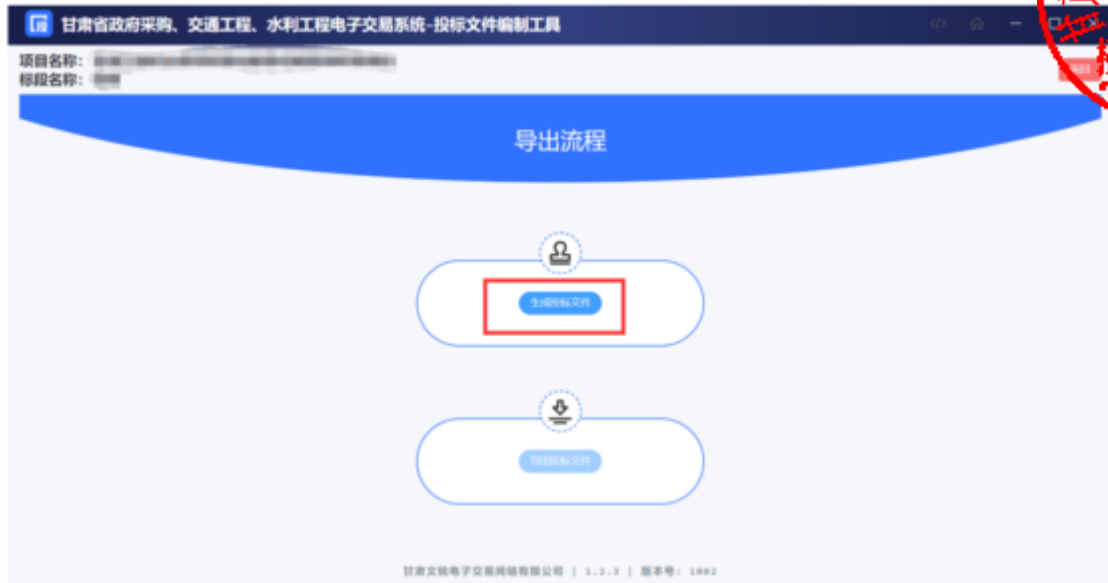 甘肃省政府采购、交通工程、水利工程电子交易系统-投标文件编制工具
项目名称：
标段名称：
导出流程
生成投标文件
导出投标文件
甘肃文锐电子交易网络有限公司 | 1.2.3 | 版本号: 1002